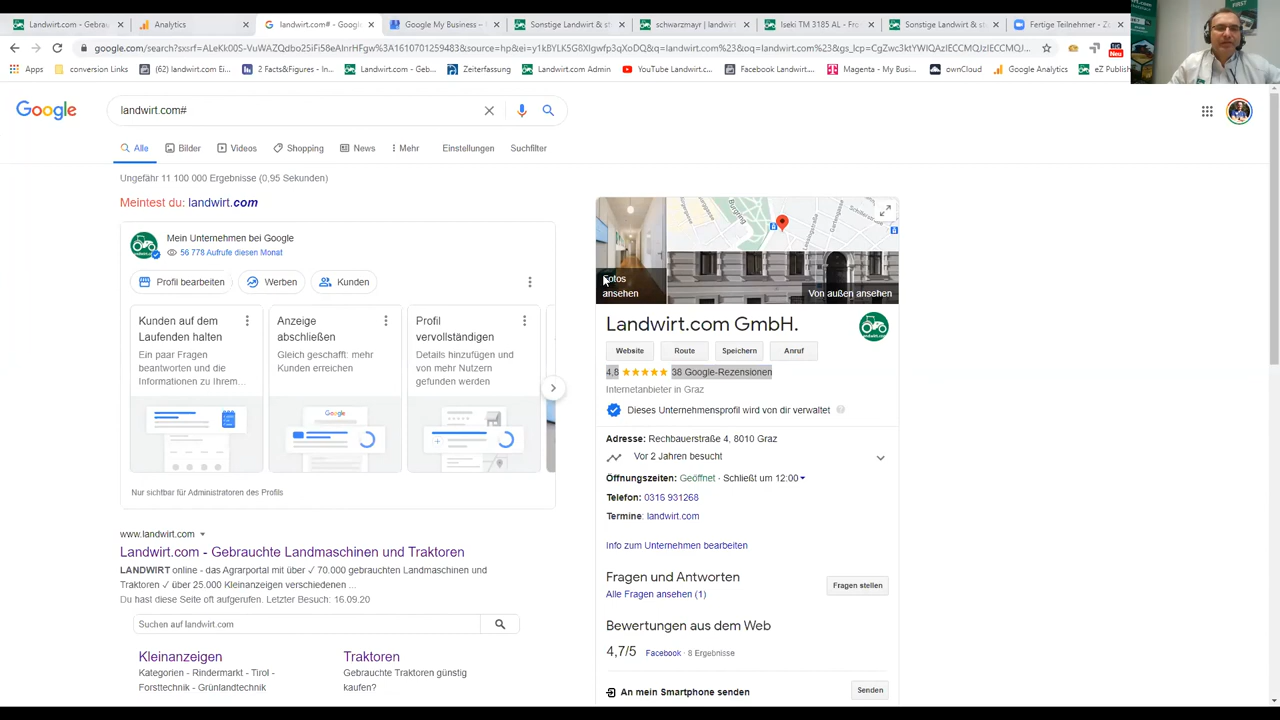 Landwirt.com - Gebrau
Analytics
landwirt.com# - Google
Google My Business –
Sonstige Landwirt & st
schwarzmayr | landwirt
Iseki TM 3185 AL - Fro
Sonstige Landwirt & st
Fertige Teilnehmer - Z
google.com/search?
Neu
Apps
conversion Links
(62) landwirt.com Ei...
2 Facts&Figures - In...
Landwirt.com - Goo...
Zeiterfassung
Landwirt.com Admin
YouTube Landwirt.c...
Facebook Landwirt....
Magenta - My Busi...
ownCloud
Google Analytics
eZ Publish
FIRST
Google
landwirt.com#
Alle
Bilder
Videos
Shopping
News
Mehr
Einstellungen
Suchfilter
Ungefähr 11 100 000 Ergebnisse (0,95 Sekunden)
Meintest du: landwirt.com
Mein Unternehmen bei Google
56 778 Aufrufe diesen Monat
Profil bearbeiten
Werben
Kunden
Kunden auf dem
Laufenden halten
Ein paar Fragen
beantworten und die
Informationen zu Ihrem...
Anzeige
abschließen
Gleich geschafft: mehr
Kunden erreichen
Google
Profil
vervollständigen
Details hinzufügen und
von mehr Nutzern
gefunden werden
Nur sichtbar für Administratoren des Profils
www.landwirt.com
Landwirt.com - Gebrauchte Landmaschinen und Traktoren
LANDWIRT online - das Agrarportal mit über ✓ 70.000 gebrauchten Landmaschinen und
Traktoren ✓ über 25.000 Kleinanzeigen verschiedenen ...
Du hast diese Seite oft aufgerufen. Letzter Besuch: 16.09.20
Suchen auf landwirt.com
Kleinanzeigen
Kategorien - Rindermarkt - Tirol -
Forsttechnik - Grünlandtechnik
Traktoren
Gebrauchte Traktoren günstig
kaufen?
Burgring
Fotos
ansehen
Von außen ansehen
Landwirt.com GmbH.
Website
Route
Speichern
Anruf
4,8 ★★★★★ 38 Google-Rezensionen
Internetanbieter in Graz
Dieses Unternehmensprofil wird von dir verwaltet
Adresse: Rechbauerstraße 4, 8010 Graz
Vor 2 Jahren besucht
Öffnungszeiten: Geöffnet · Schließt um 12:00
Telefon: 0316 931268
Termine: landwirt.com
Info zum Unternehmen bearbeiten
Fragen und Antworten
Alle Fragen ansehen (1)
Fragen stellen
Bewertungen aus dem Web
4,7/5
Facebook · 8 Ergebnisse
An mein Smartphone senden
Senden